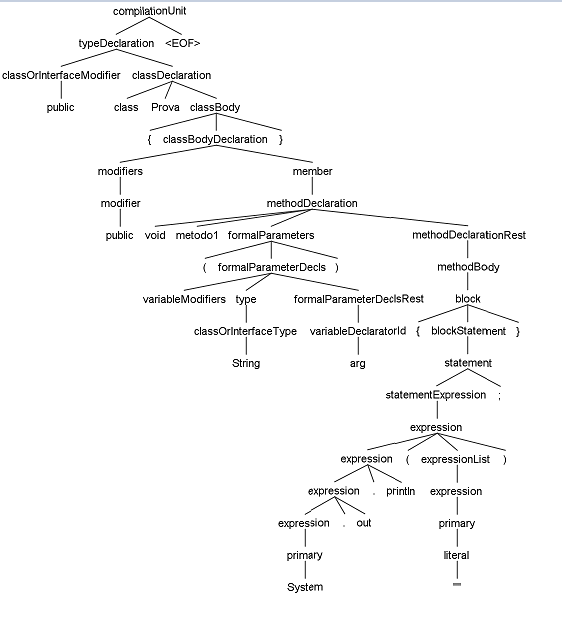 compilationUnit
typeDeclaration <EOF>
classOrInterfaceModifier classDeclaration
public class Prova classBody
{ classBodyDeclaration }
modifiers member
modifier methodDeclaration
public void metodo1 formalParameters methodDeclarationRest
( formalParameterDecls ) methodBody
variableModifiers type formalParameterDeclsRest block
classOrInterfaceType variableDeclaratorId { blockStatement }
String arg statement
statementExpression ;
expression
expression ( expressionList )
expression . println expression
expression . out primary
primary literal
System ""